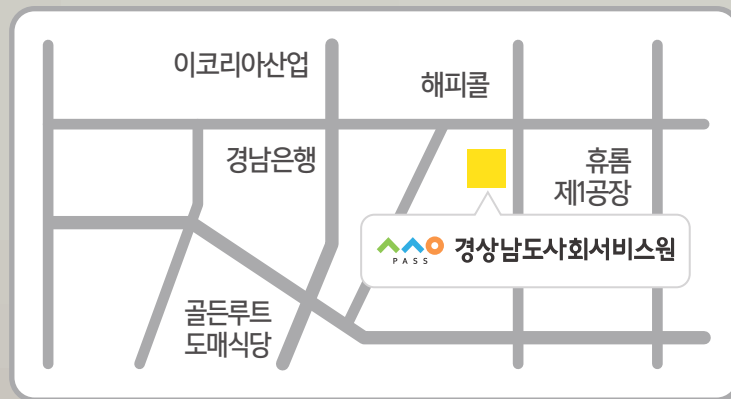 이코리아산업
해피콜
경남은행
휴롬
제1공장
PASS
경상남도사회서비스원
골든루트
도매식당